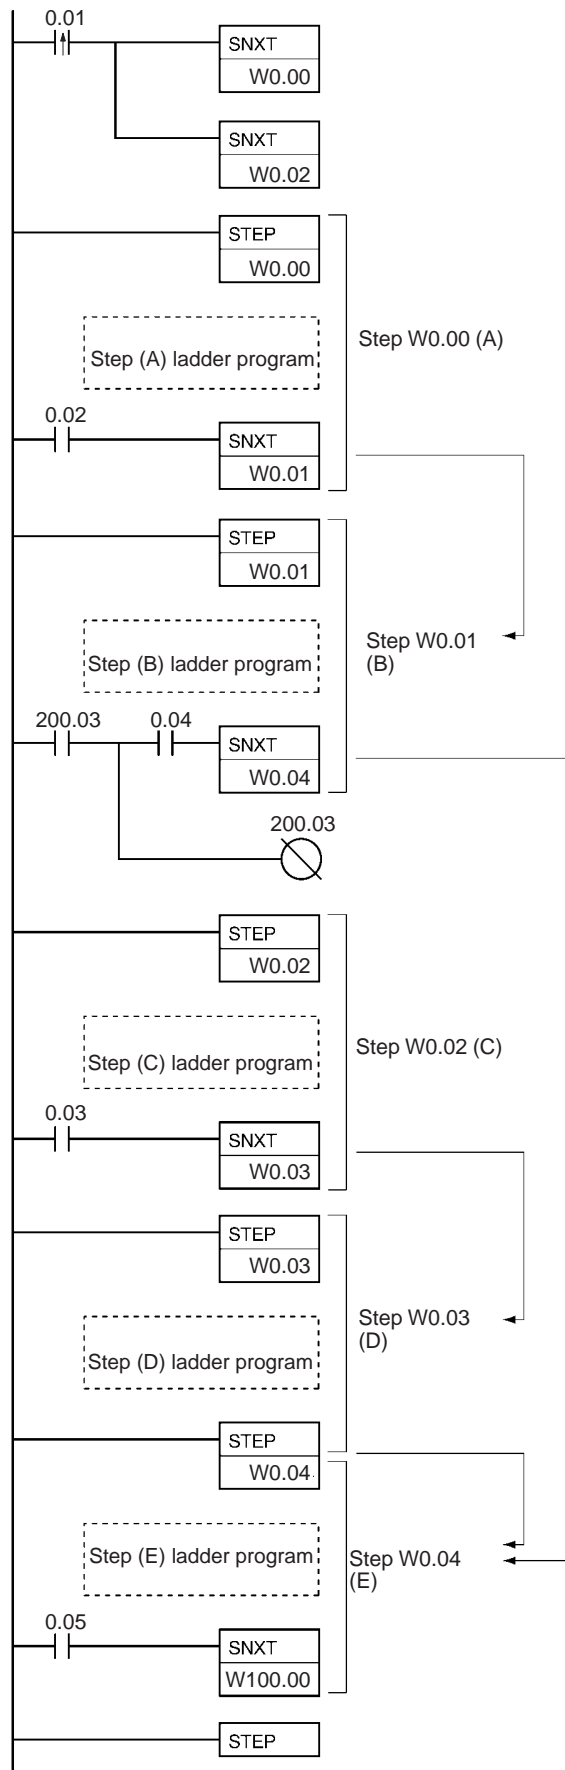 0.01
SNXT
W0.00
SNXT
W0.02
STEP
W0.00
Step W0.00 (A)
Step (A) ladder program
0.02
SNXT
W0.01
STEP
W0.01
Step W0.01
(B)
Step (B) ladder program
200.03
0.04
SNXT
W0.04
200.03
STEP
W0.02
Step W0.02 (C)
Step (C) ladder program
0.03
SNXT
W0.03
STEP
W0.03
Step W0.03
(D)
Step (D) ladder program
STEP
W0.04
Step (E) ladder program
Step W0.04
(E)
0.05
SNXT
W100.00
STEP